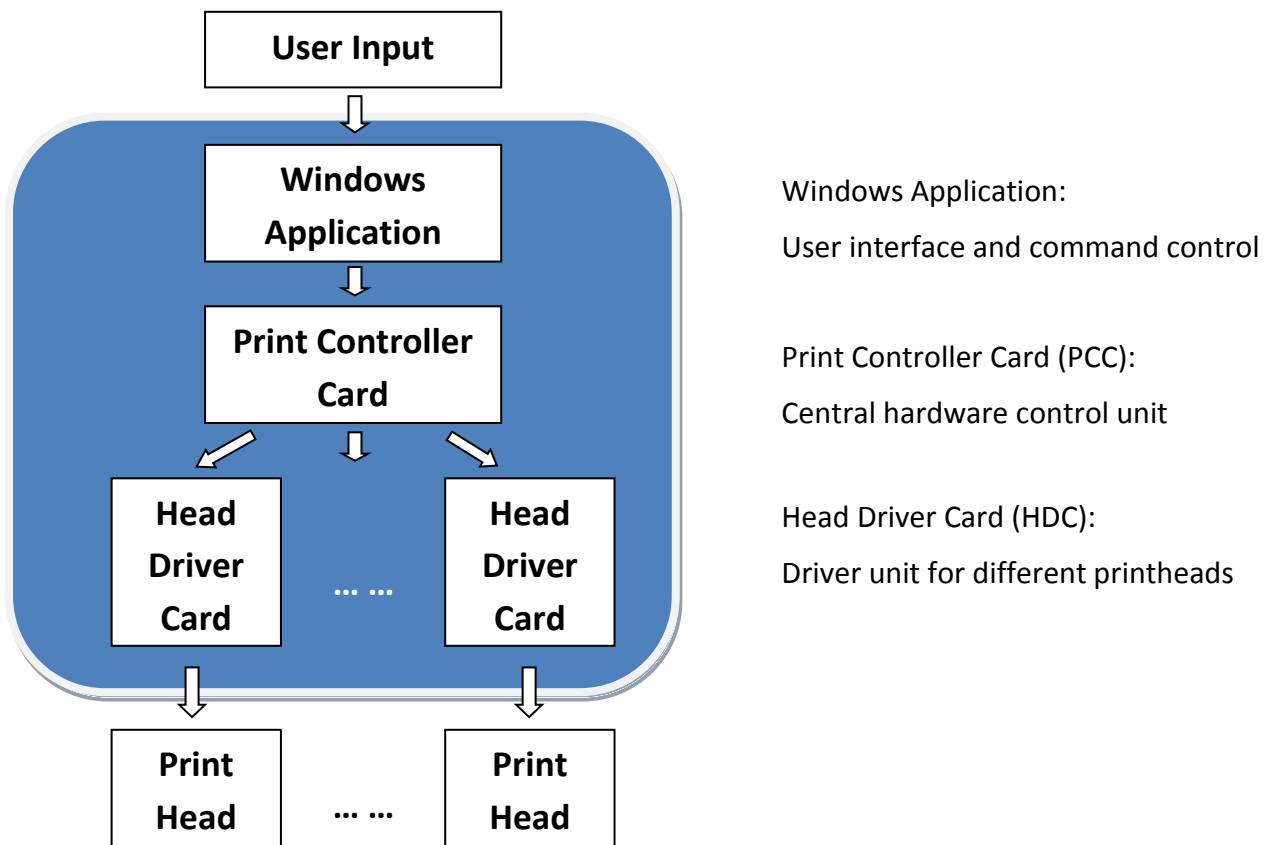 User Input
Windows
Application
Print Controller
Card
Head
Driver
Card
… …
Head
Driver
Card
Print
Head
… …
Print
Head
Windows Application:
User interface and command control
Print Controller Card (PCC):
Central hardware control unit
Head Driver Card (HDC):
Driver unit for different printheads